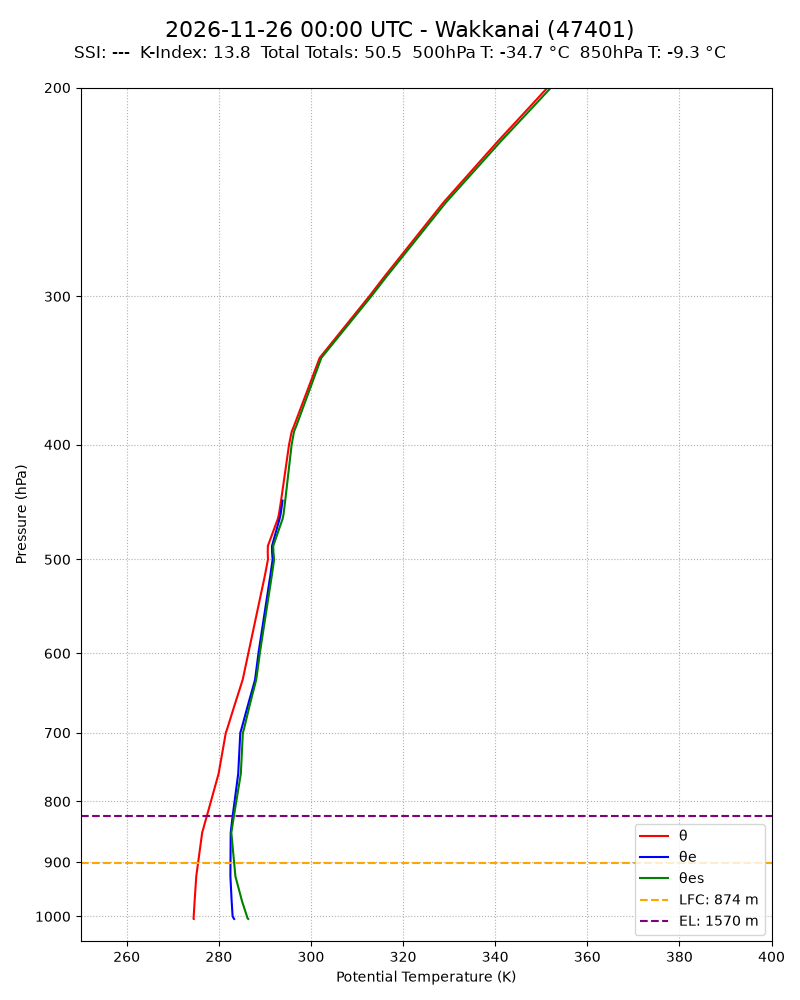 2026-11-26 00:00 UTC - Wakkanai (47401)
SSI: --- K-Index: 13.8 Total Totals: 50.5 500hPa T: -34.7 °C 850hPa T: -9.3 °C
200
300
400
500
600
700
800
900
1000
Pressure (hPa)
θ
θe
θes
LFC: 874 m
EL: 1570 m
260 280 300 320 340 360 380 400
Potential Temperature (K)